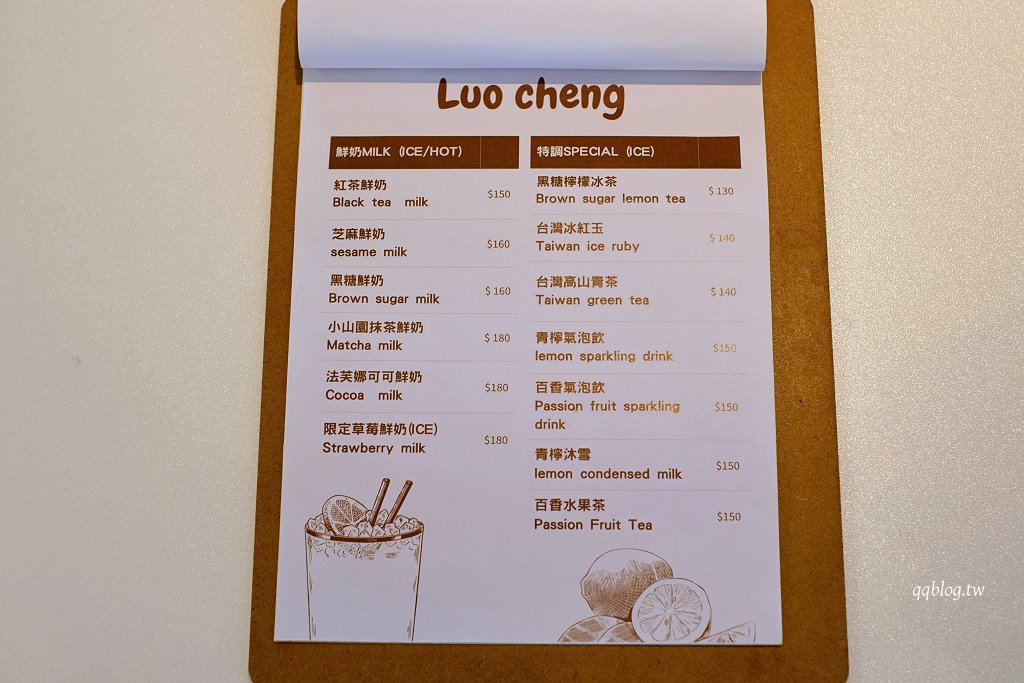 Luo cheng
鮮奶MILK (ICE/HOT)
紅茶鮮奶
Black tea milk $150
芝麻鮮奶
sesame milk $160
黑糖鮮奶
Brown sugar milk $160
小山園抹茶鮮奶
Matcha milk $180
法芙娜可可鮮奶
Cocoa milk $180
限定草莓鮮奶(ICE)
Strawberry milk $180
特調SPECIAL (ICE)
黑糖檸檬冰茶
Brown sugar lemon tea $130
台灣冰紅玉
Taiwan ice ruby $140
台灣高山青茶
Taiwan green tea $140
青檸氣泡飲
lemon sparkling drink $150
百香氣泡飲
Passion fruit sparkling $150
drink
青檸沐雪
lemon condensed milk $150
百香水果茶
Passion Fruit Tea $150
qqblog.tw